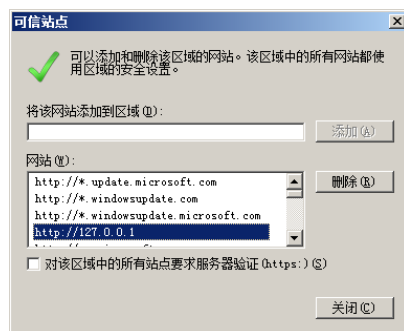 可信站点
可以添加和删除该区域的网站。该区域中的所有网站都使
用区域的安全设置。
将该网站添加到区域(D):
添加(A)
网站(W):
http://*.update.microsoft.com
http://*.windowsupdate.com
http://*.windowsupdate.microsoft.com
http://127.0.0.1
删除(R)
对该区域中的所有站点要求服务器验证(https:)(S)
关闭(C)